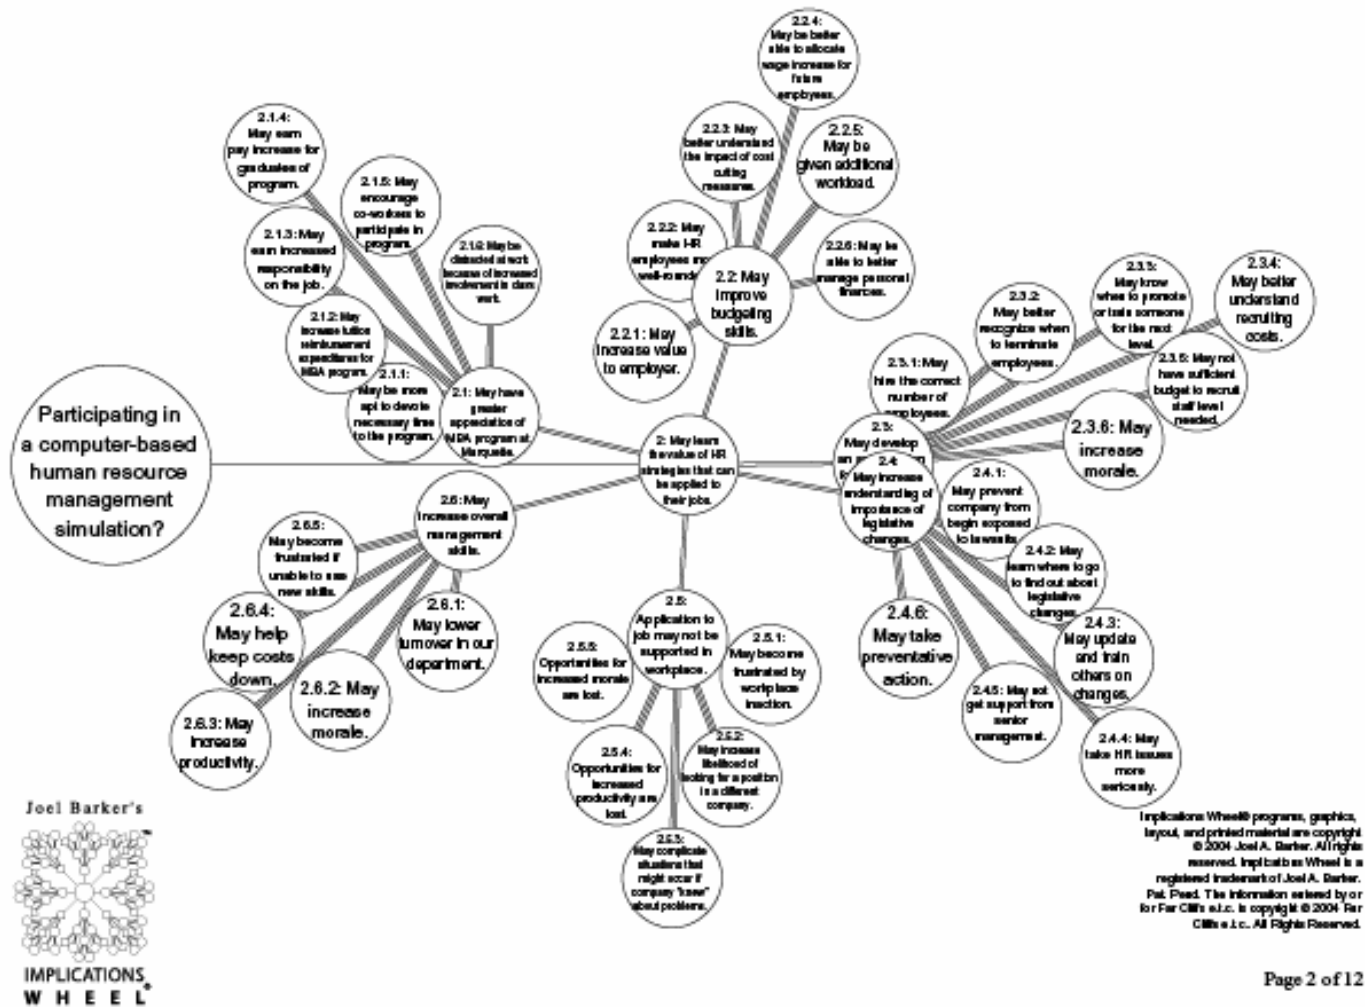 2.2.4:
May be better
able to allocate
wage increase for
future
employees.
2.1.4:
May earn
pay increase for
graduates of
program.
2.1.5: May
encourage
co-workers to
participate in
program.
2.1.3: May
earn increased
responsibility
on the job.
2.1.6: May be
distracted at work
because of increased
involvement in class
work.
2.1.2: May
increase tuition
reimbursement
expenditures for
MBA program.
2.1.1:
May be more
apt to devote
necessary time
to the program.
2.1: May have
greater
appreciation of
MBA program at
Marquette.
2.2.3: May
better understand
the impact of cost
cutting
measures.
2.2.5:
May be
given additional
workload.
2.2.2: May
make HR
employees
2.2.6: May be
able to better
manage personal
finances.
2.2: May
improve
budgeting
skills.
2.2.1: May
increase value
to employer.
2.3.3:
May know
when to promote
or train someone
for the next
level.
2.3.4:
May better
understand
recruiting
costs.
2.3.2:
May better
recognize when
to terminate
employees.
2.3.1: May
hire the correct
number of
2.3.5: May not
have sufficient
budget to recruit
staff level
needed.
2.3.6: May
increase
morale.
Participating in
a computer-based
human resource
management
simulation?
2: May learn
the value of HR
strategies that can
be applied to
their jobs.
2.3:
May develop
2.4:
May increase
understanding of
importance of
legislative
changes.
2.4.1:
May prevent
company from
begin exposed
to lawsuits.
2.4.2: May
learn where to go
to find out about
legislative
changes.
2.4.3:
May update
and train
others on
changes.
2.4.6:
May take
preventative
action.
2.4.5: May not
get support from
senior
management.
2.4.4: May
take HR issues
more
seriously.
2.6: May
increase overall
management
skills.
2.6.5:
May become
frustrated if
unable to use
new skills.
2.6.4:
May help
keep costs
down.
2.6.1:
May lower
turnover in our
department.
2.6.2: May
increase
morale.
2.6.3: May
increase
productivity.
2.5:
Application to
job may not be
supported in
workplace.
2.5.5:
Opportunities for
increased morale
are lost.
2.5.1:
May become
frustrated by
workplace
inaction.
2.5.4:
Opportunities for
increased
productivity are
lost.
2.5.2:
May increase
likelihood of
looking for a position
in a different
company.
2.5.3:
May complicate
situations that
might occur if
company "knew"
about problems.
Joel Barker's
IMPLICATIONS
WHEEL
Implications Wheel® programs, graphics,
layout, and printed material are copyright
© 2004 Joel A. Barker. All rights
reserved. Implications Wheel is a
registered trademark of Joel A. Barker.
Pat. Pend. The information entered by or
for Far Cliffs e.t.c. is copyright © 2004 Far
Cliffs e.t.c. All Rights Reserved.
Page 2 of 12